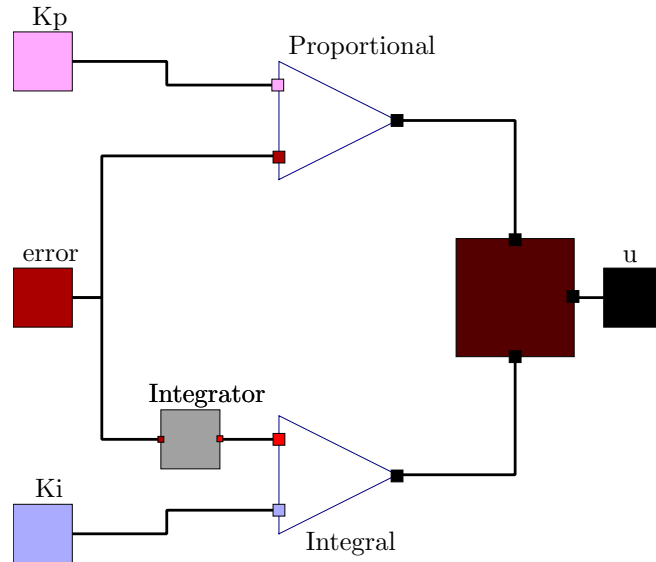 Kp
Proportional
error
u
Integrator
Ki
Integral